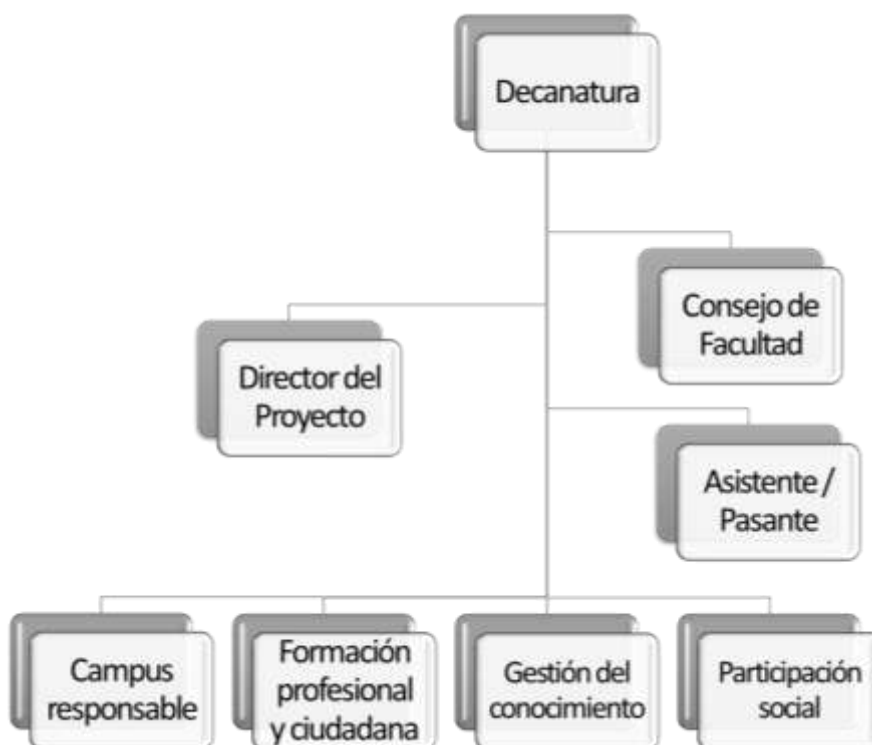 Decanatura
Consejo de
Facultad
Director del
Proyecto
Asistente /
Pasante
Campus
responsable
Formación
profesional
y ciudadana
Gestión del
conocimiento
Participación
social